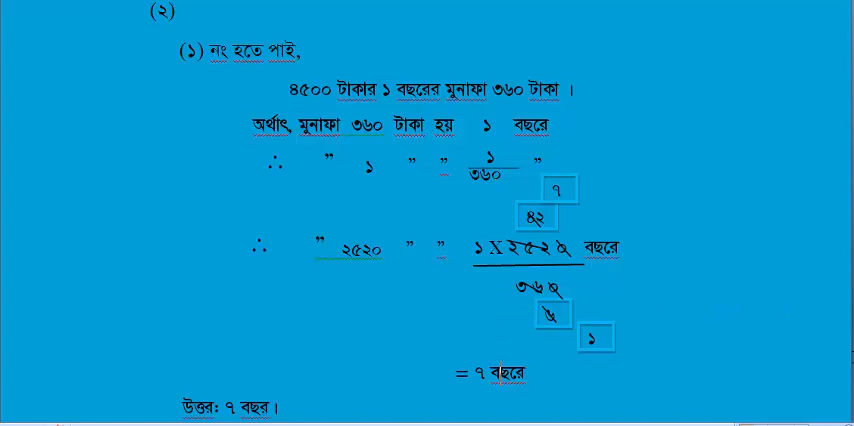 (২)
(১) নং হতে পাই,
৪৫০০ টাকার ১ বছরের মুনাফা ৩৬০ টাকা ।
অর্থাৎ, মুনাফা ৩৬০ টাকা হয় ১ বছরে
∴ ” ১ ” ” ১
৩৬০ ”
৭
৪২
∴ ” ২৫২০ ” ” ১ X ২৫২০ বছরে
৩৬০
৬
১
= ৭ বছরে
উত্তর: ৭ বছর।